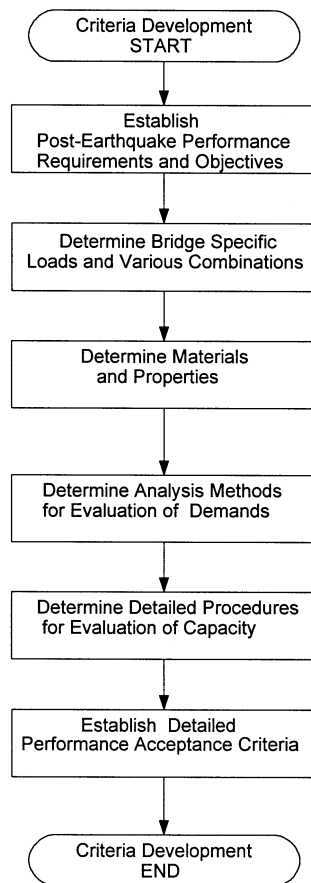 Criteria Development
START
Establish
Post-Earthquake Performance
Requirements and Objectives
Determine Bridge Specific
Loads and Various Combinations
Determine Materials
and Properties
Determine Analysis Methods
for Evaluation of Demands
Determine Detailed Procedures
for Evaluation of Capacity
Establish Detailed
Performance Acceptance Criteria
Criteria Development
END